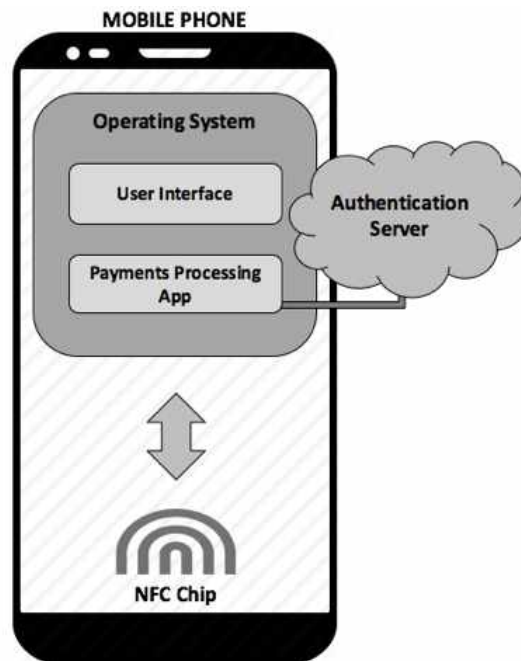 MOBILE PHONE
Operating System
User Interface
Authentication
Server
Payments Processing
App
NFC Chip